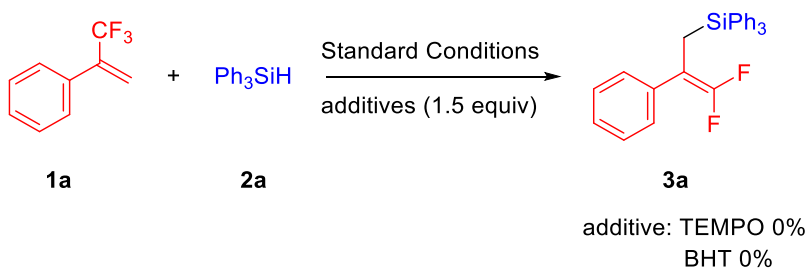 CF₃
+
Ph₃SiH
Standard Conditions
additives (1.5 equiv)
SiPh₃
F
F
1a
2a
3a
additive: TEMPO 0%
BHT 0%